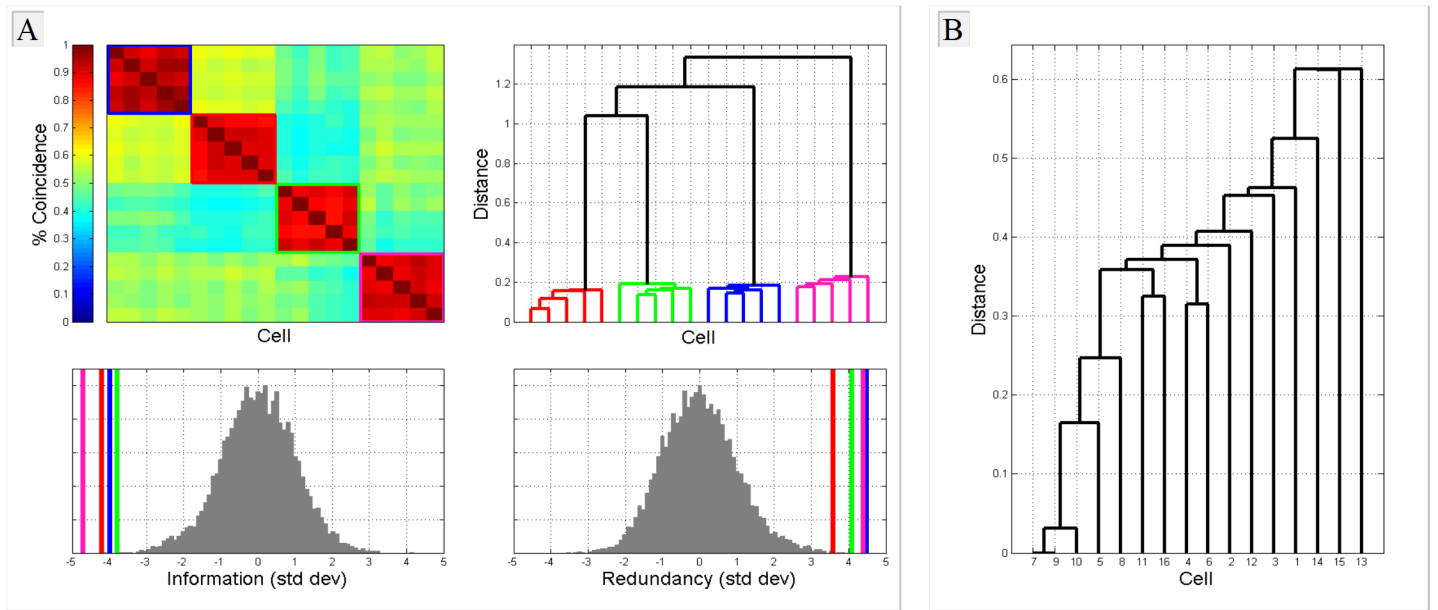 A
1
0.9
0.8
0.7
0.6
0.5
0.4
0.3
0.2
0.1
0
% Coincidence
Cell
1.2
1
0.8
0.6
0.4
0.2
0
Distance
Cell
-5 -4 -3 -2 -1 0 1 2 3 4 5
Information (std dev)
-5 -4 -3 -2 -1 0 1 2 3 4 5
Redundancy (std dev)
B
0.6
0.5
0.4
0.3
0.2
0.1
0
Distance
7 9 10 5 8 11 16 4 6 2 12 3 1 14 15 13
Cell